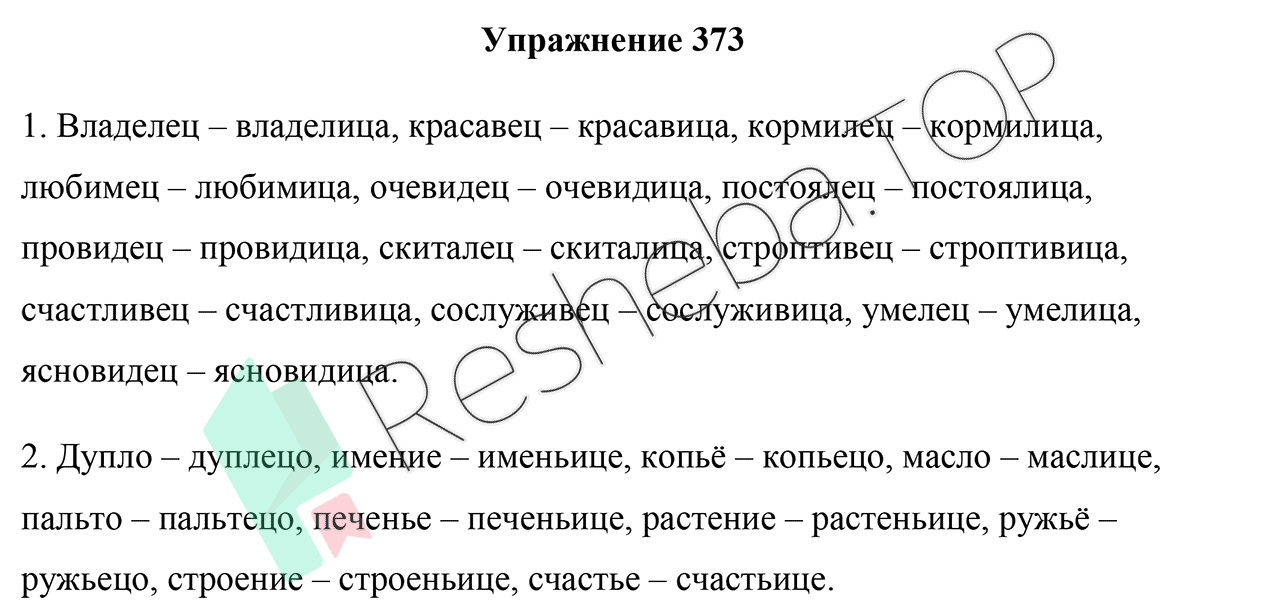 Упражнение 373
1. Владелец – владелица, красавец – красавица, кормилец – кормилица,
любимец – любимица, очевидец – очевидица, постоялец – постоялица,
провидец – провидица, скиталец – скиталица, строптивец – строптивица,
счастливец – счастливица, сослуживец – сослуживица, умелец – умелица,
ясновидец – ясновидица.
2. Дупло – дуплецо, имение – именьице, копьё – копьецо, масло – маслице,
пальто – пальтецо, печенье – печеньице, растение – растеньице, ружьё –
ружьецо, строение – строеньице, счастье – счастьице.
Resheba.TOP